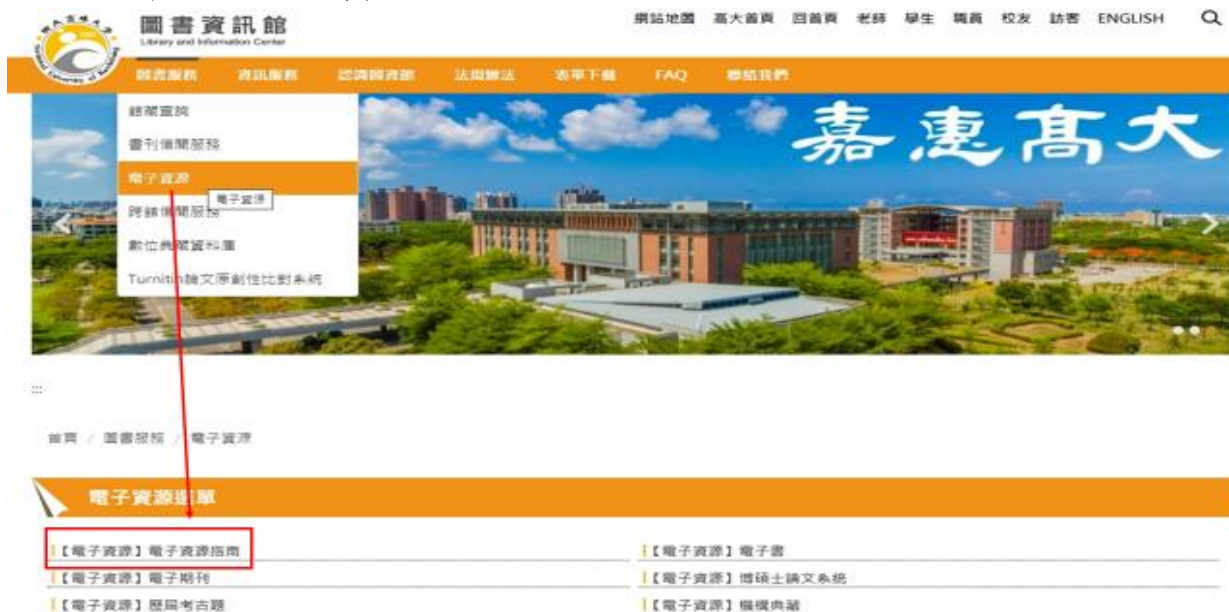 圖書資訊館
Library and Information Center
網站地圖 高大首頁 回首頁 老師 學生 職員 校友 訪客 ENGLISH
圖書服務 資訊服務 認識圖資館 法規辦法 表單下載 FAQ 聯絡我們
館藏查詢
書刊借閱服務
電子資源
電子資源
跨館借閱服務
數位典藏資料庫
Turnitin論文原創性比對系統
嘉惠高大
:::
首頁 / 圖書服務 / 電子資源
電子資源選單
【電子資源】電子資源指南
【電子資源】電子書
【電子資源】電子期刊
【電子資源】博碩士論文系統
【電子資源】歷屆考古題
【電子資源】機構典藏